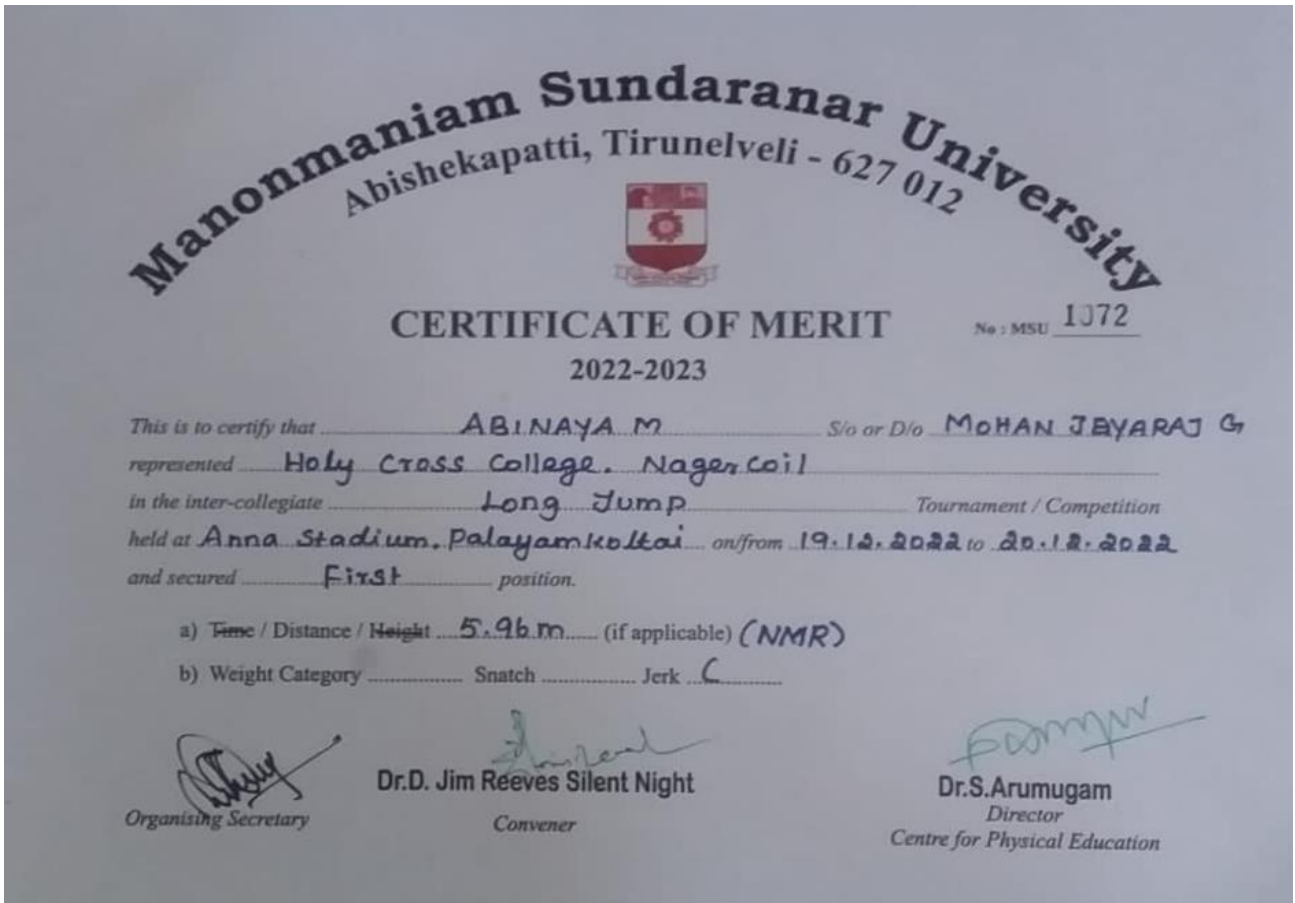 Manonmaniam Sundaranar University
Abishekapatti, Tirunelveli - 627 012
CERTIFICATE OF MERIT
No : MSU 1072
2022-2023
This is to certify that ABINAYA M S/o or D/o MOHAN JEYARAJ G
represented Holy Cross College. Nagercoil
in the inter-collegiate Long Jump Tournament / Competition
held at Anna Stadium. Palayamkottai on/from 19.12.2022 to 20.12.2022
and secured First position.
a) Time / Distance / Height 5.96m (if applicable) (NMR)
b) Weight Category Snatch Jerk
Dr.D. Jim Reeves Silent Night
Dr.S.Arumugam
Organising Secretary
Convener
Director
Centre for Physical Education